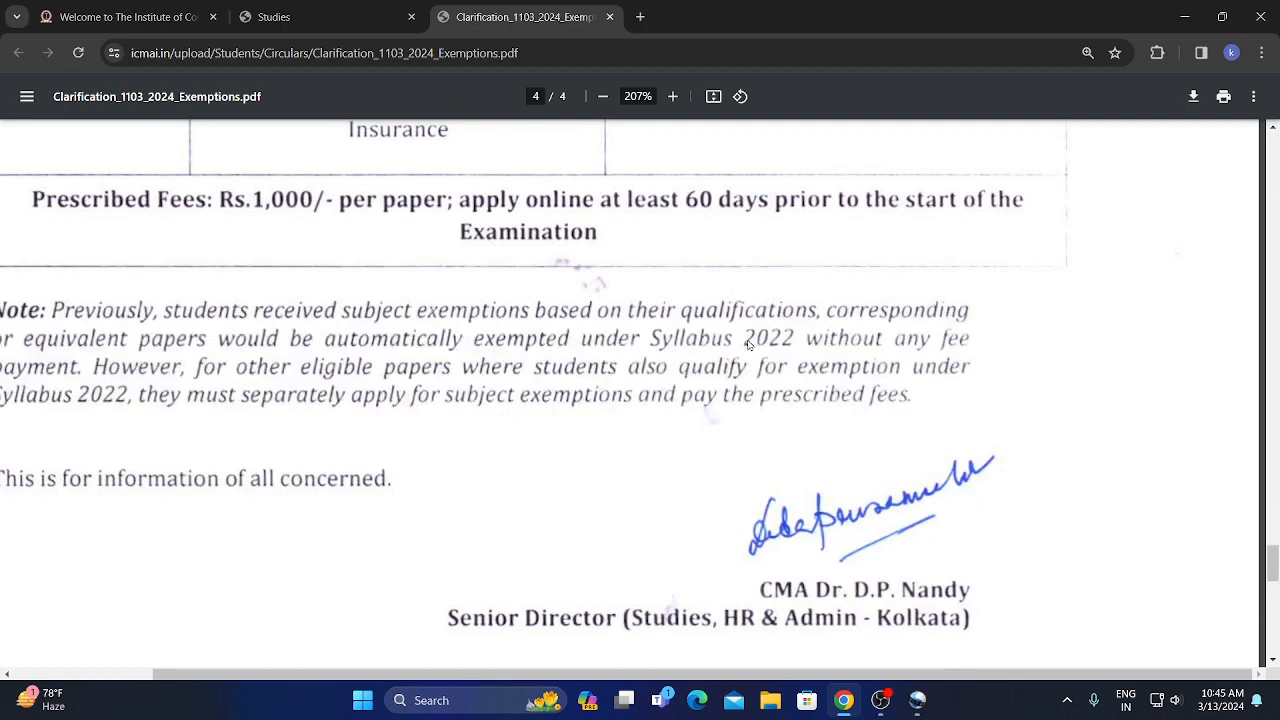 Welcome to The Institute of Co
Studies
Clarification_1103_2024_Exemp
icmai.in/upload/Students/Circulars/Clarification_1103_2024_Exemptions.pdf
k
Clarification_1103_2024_Exemptions.pdf
4 / 4
207%
Insurance
Prescribed Fees: Rs.1,000/- per paper; apply online at least 60 days prior to the start of the
Examination
Note: Previously, students received subject exemptions based on their qualifications, corresponding
or equivalent papers would be automatically exempted under Syllabus 2022 without any fee
payment. However, for other eligible papers where students also qualify for exemption under
Syllabus 2022, they must separately apply for subject exemptions and pay the prescribed fees.
This is for information of all concerned.
CMA Dr. D.P. Nandy
Senior Director (Studies, HR & Admin - Kolkata)
78°F
Haze
Search
1
ENG
IN
10:45 AM
3/13/2024